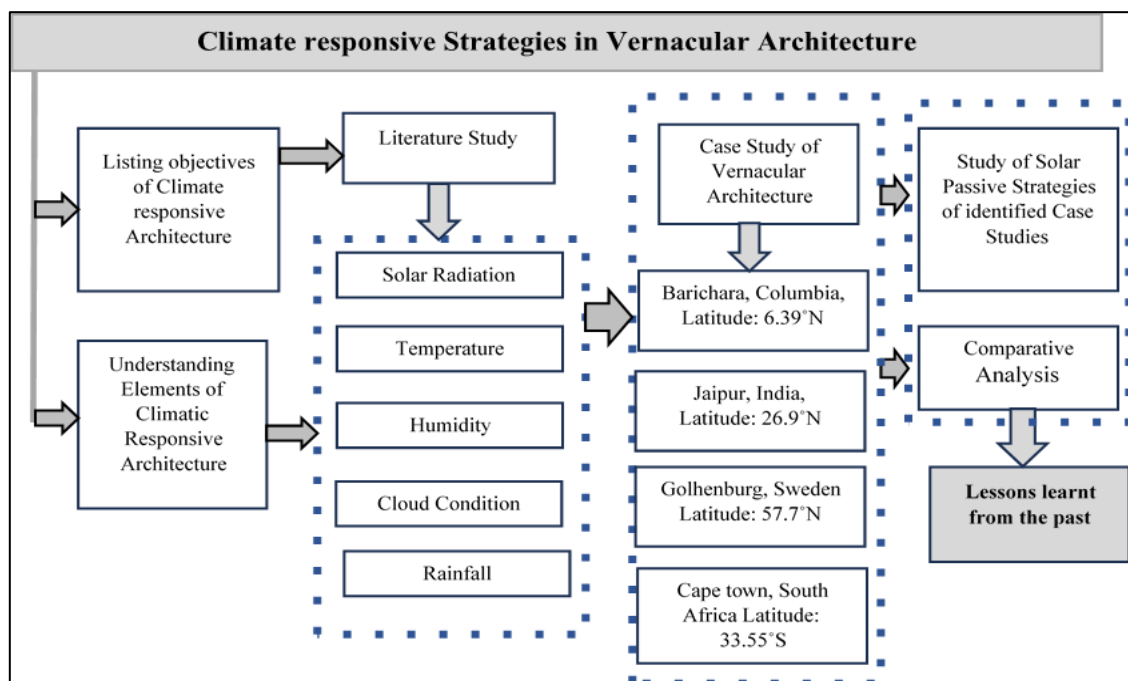 Climate responsive Strategies in Vernacular Architecture
Listing objectives
of Climate
responsive
Architecture
Understanding
Elements of
Climatic
Responsive
Architecture
Literature Study
Solar Radiation
Temperature
Humidity
Cloud Condition
Rainfall
Case Study of
Vernacular
Architecture
Barichara, Columbia,
Latitude: 6.39˚N
Jaipur, India,
Latitude: 26.9˚N
Golhenburg, Sweden
Latitude: 57.7˚N
Cape town, South
Africa Latitude:
33.55˚S
Study of Solar
Passive Strategies
of identified Case
Studies
Comparative
Analysis
Lessons learnt
from the past